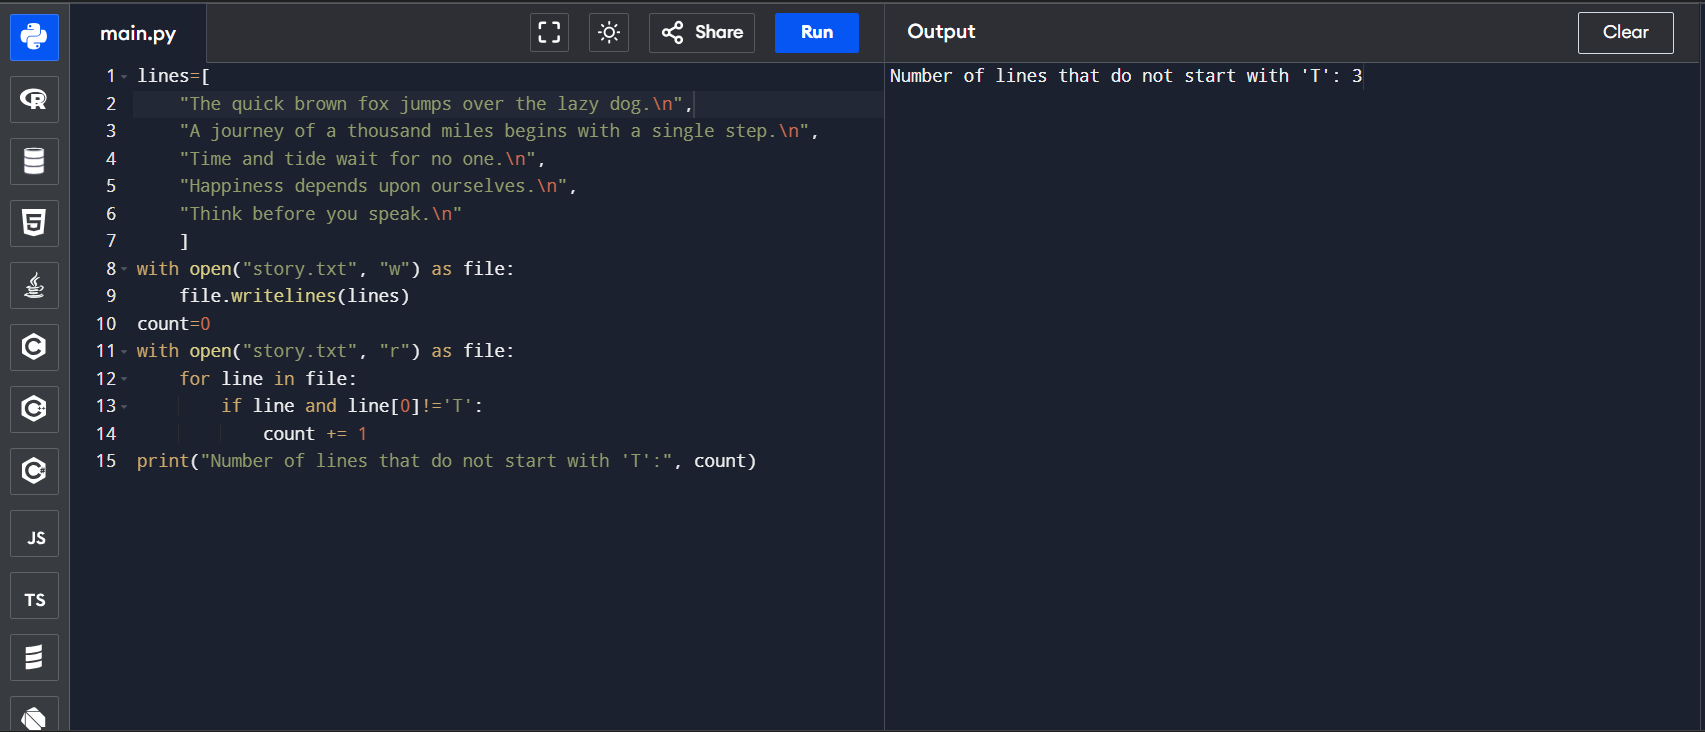 main.py
Share
Run
Output
Clear
1 lines=[
2     "The quick brown fox jumps over the lazy dog.\n",
3     "A journey of a thousand miles begins with a single step.\n",
4     "Time and tide wait for no one.\n",
5     "Happiness depends upon ourselves.\n",
6     "Think before you speak.\n"
7     ]
8 with open("story.txt", "w") as file:
9     file.writelines(lines)
10 count=0
11 with open("story.txt", "r") as file:
12     for line in file:
13         if line and line[0]!='T':
14             count += 1
15 print("Number of lines that do not start with 'T':", count)
Number of lines that do not start with 'T': 3
R
5
C
C
C
JS
TS